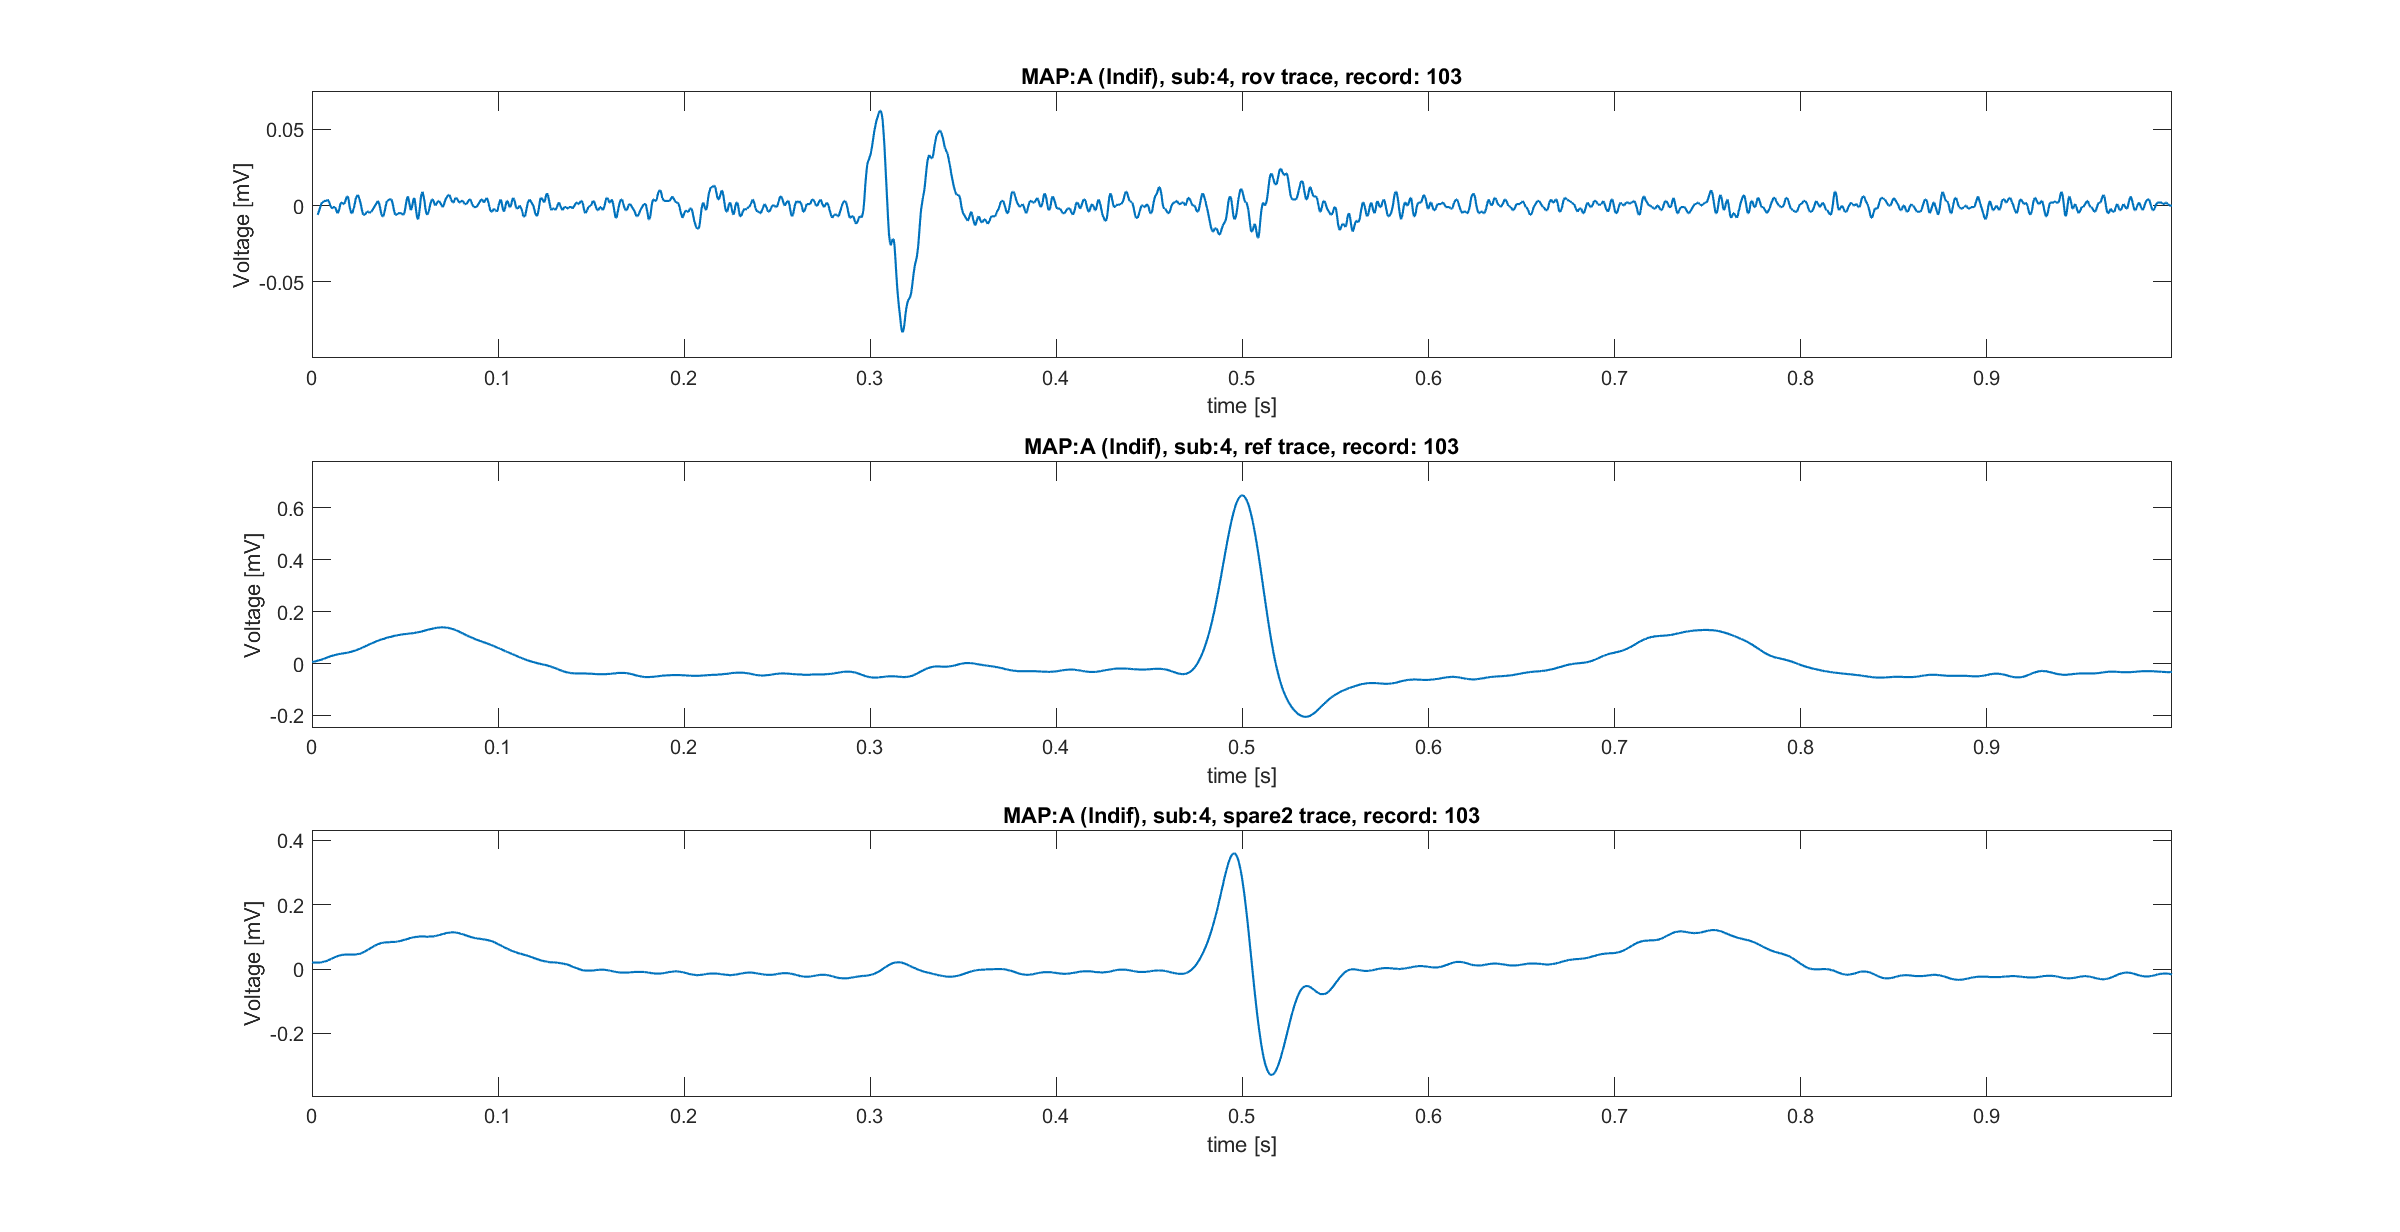 MAP:A (Indif), sub:4, rov trace, record: 103
Voltage [mV]
0.05
0
-0.05
0 0.1 0.2 0.3 0.4 0.5 0.6 0.7 0.8 0.9
time [s]
MAP:A (Indif), sub:4, ref trace, record: 103
Voltage [mV]
0.6
0.4
0.2
0
-0.2
0 0.1 0.2 0.3 0.4 0.5 0.6 0.7 0.8 0.9
time [s]
MAP:A (Indif), sub:4, spare2 trace, record: 103
Voltage [mV]
0.4
0.2
0
-0.2
0 0.1 0.2 0.3 0.4 0.5 0.6 0.7 0.8 0.9
time [s]